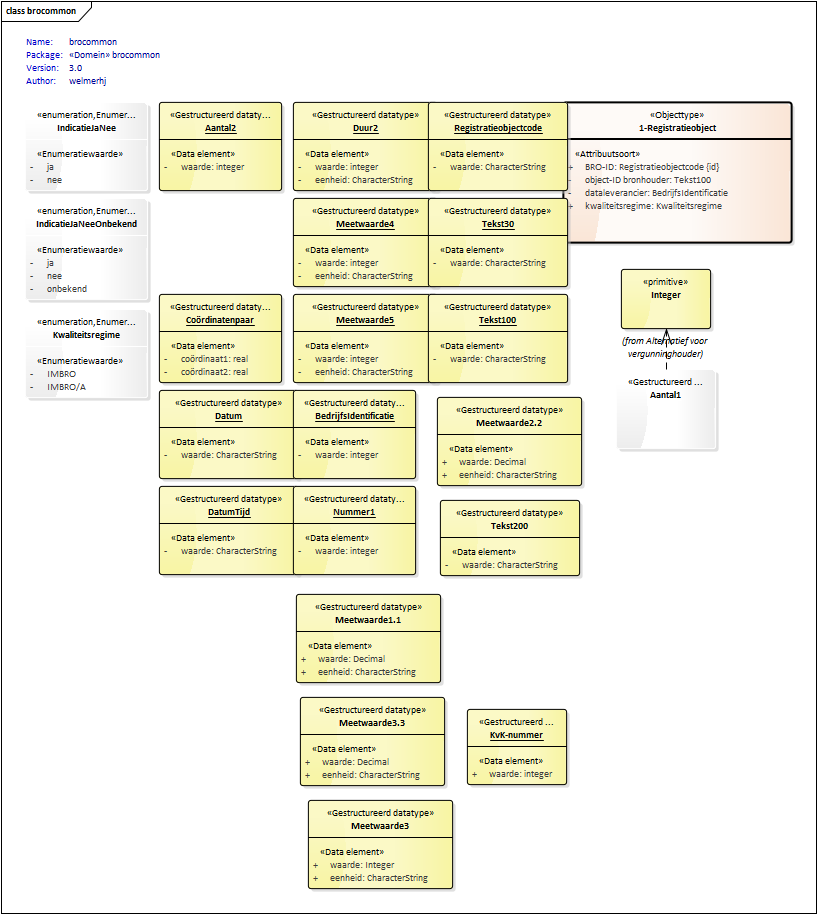 class brocommon
Name: brocommon
Package: «Domein» brocommon
Version: 3.0
Author: welmerhj
«enumeration,Enumer...
IndicatieJaNee
«Enumeratiewaarde»
- ja
- nee
«Gestructureerd dataty...
Aantal2
«Data element»
- waarde: integer
«Gestructureerd datatype»
Duur2
«Data element»
- waarde: integer
- eenheid: CharacterString
«Gestructureerd datatype»
Registratieobjectcode
«Data element»
- waarde: CharacterString
«Objecttype»
1-Registratieobject
«Attribuutsoort»
+ BRO-ID: Registratieobjectcode {id}
- object-ID bronhouder: Tekst100
- dataleverancier: BedrijfsIdentificatie
+ kwaliteitsregime: Kwaliteitsregime
«enumeration,Enumer...
IndicatieJaNeeOnbekend
«Enumeratiewaarde»
- ja
- nee
- onbekend
«Gestructureerd datatype»
Meetwaarde4
«Data element»
- waarde: integer
- eenheid: CharacterString
«Gestructureerd datatype»
Tekst30
«Data element»
- waarde: CharacterString
«primitive»
Integer
(from Alternatief voor
vergunninghouder)
«Gestructureerd ...
Aantal1
«enumeration,Enumer...
Kwaliteitsregime
«Enumeratiewaarde»
- IMBRO
- IMBRO/A
«Gestructureerd dataty...
Coördinatenpaar
«Data element»
- coördinaat1: real
- coördinaat2: real
«Gestructureerd datatype»
Meetwaarde5
«Data element»
- waarde: integer
- eenheid: CharacterString
«Gestructureerd datatype»
Tekst100
«Data element»
- waarde: CharacterString
«Gestructureerd datatype»
Datum
«Data element»
- waarde: CharacterString
«Gestructureerd dataty...
BedrijfsIdentificatie
«Data element»
- waarde: integer
«Gestructureerd datatype»
Meetwaarde2.2
«Data element»
+ waarde: Decimal
+ eenheid: CharacterString
«Gestructureerd datatype»
DatumTijd
«Data element»
- waarde: CharacterString
«Gestructureerd dataty...
Nummer1
«Data element»
- waarde: integer
«Gestructureerd datatype»
Tekst200
«Data element»
- waarde: CharacterString
«Gestructureerd datatype»
Meetwaarde1.1
«Data element»
+ waarde: Decimal
+ eenheid: CharacterString
«Gestructureerd datatype»
Meetwaarde3.3
«Data element»
+ waarde: Decimal
+ eenheid: CharacterString
«Gestructureerd ...
KvK-nummer
«Data element»
+ waarde: integer
«Gestructureerd datatype»
Meetwaarde3
«Data element»
+ waarde: Integer
+ eenheid: CharacterString